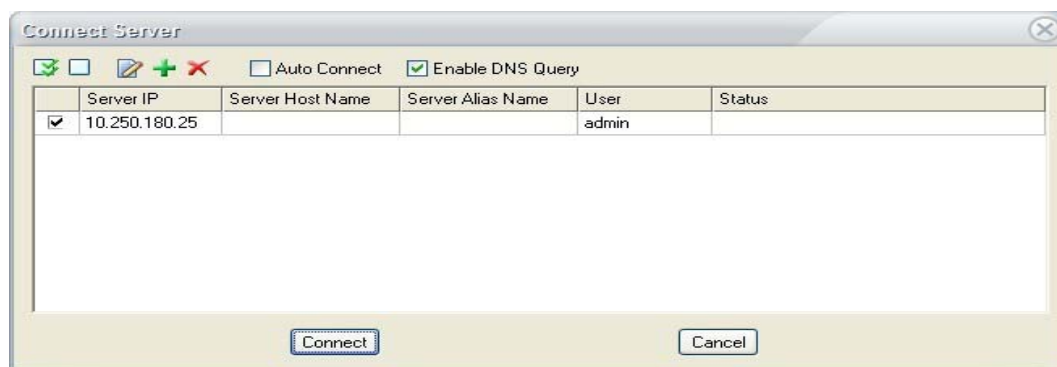 Connect Server
Auto Connect Enable DNS Query
Server IP Server Host Name Server Alias Name User Status
10.250.180.25 admin
Connect Cancel